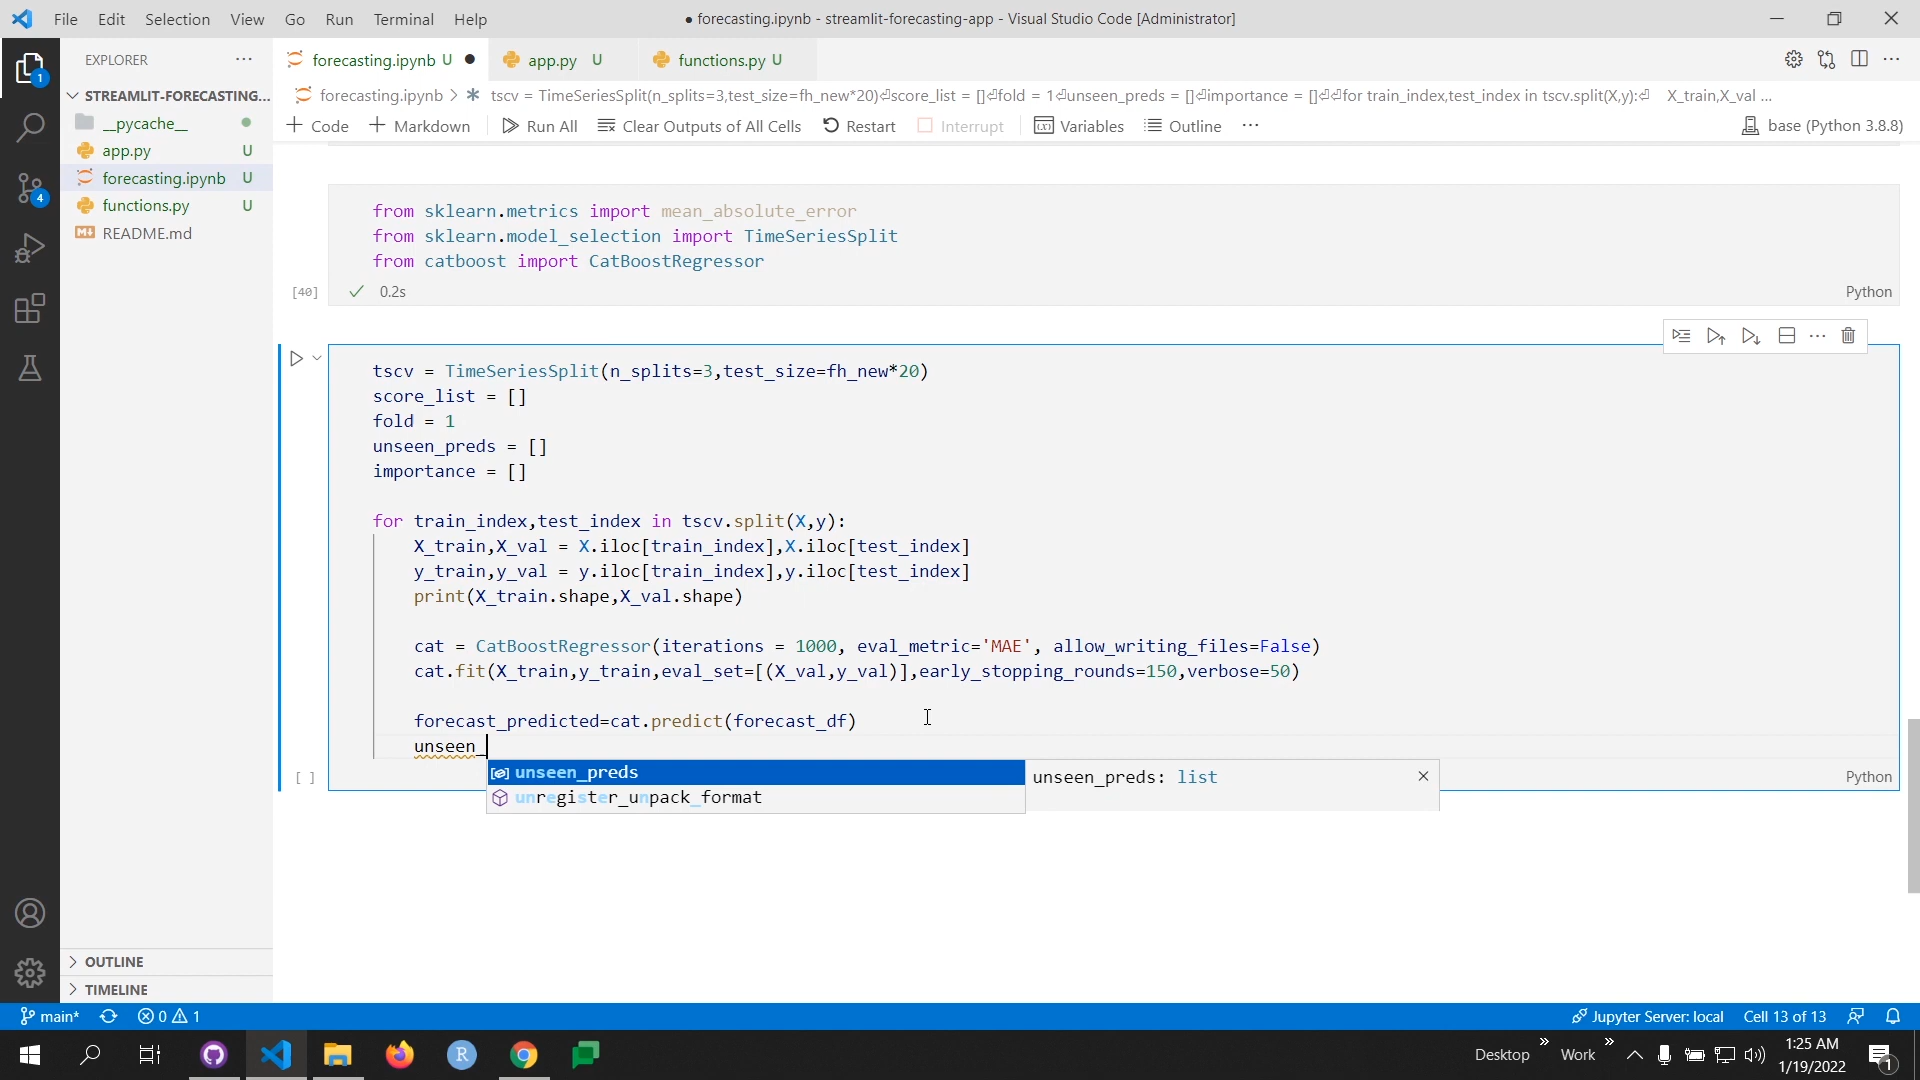 File Edit Selection View Go Run Terminal Help
● forecasting.ipynb - streamlit-forecasting-app - Visual Studio Code [Administrator]
EXPLORER
forecasting.ipynb U
app.py U
functions.py U
STREAMLIT-FORECASTING...
forecasting.ipynb > tscv = TimeSeriesSplit(n_splits=3,test_size=fh_new*20)⏎score_list = []⏎fold = 1⏎unseen_preds = []⏎importance = []⏎⏎for train_index,test_index in tscv.split(X,y):⏎ X_train,X_val ...
__pycache__
app.py U
forecasting.ipynb U
functions.py U
README.md
+ Code + Markdown Run All Clear Outputs of All Cells Restart Interrupt Variables Outline ...
base (Python 3.8.8)
from sklearn.metrics import mean_absolute_error
from sklearn.model_selection import TimeSeriesSplit
from catboost import CatBoostRegressor
[40] ✓ 0.2s Python
tscv = TimeSeriesSplit(n_splits=3,test_size=fh_new*20)
score_list = []
fold = 1
unseen_preds = []
importance = []
for train_index,test_index in tscv.split(X,y):
X_train,X_val = X.iloc[train_index],X.iloc[test_index]
y_train,y_val = y.iloc[train_index],y.iloc[test_index]
print(X_train.shape,X_val.shape)
cat = CatBoostRegressor(iterations = 1000, eval_metric='MAE', allow_writing_files=False)
cat.fit(X_train,y_train,eval_set=[(X_val,y_val)],early_stopping_rounds=150,verbose=50)
forecast_predicted=cat.predict(forecast_df)
unseen_
[ ] Python
unseen_preds
unseen_preds: list
unregister_unpack_format
OUTLINE
TIMELINE
main* 0 1
Jupyter Server: local Cell 13 of 13
1
4
R
Desktop » Work »
1:25 AM
1/19/2022
1